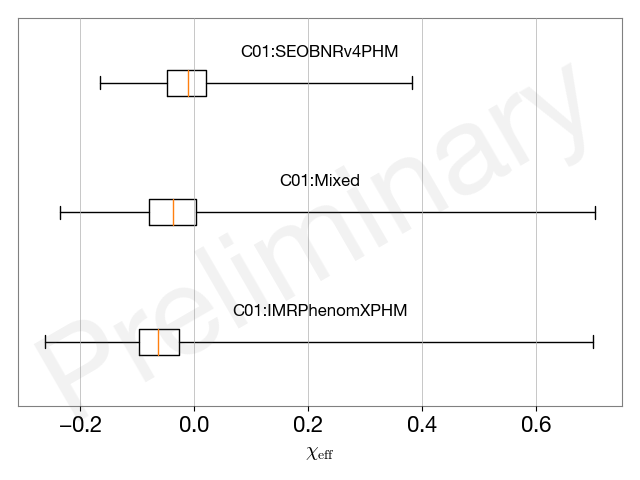 C01:SEOBNRv4PHM
C01:Mixed
C01:IMRPhenomXPHM
Preliminary
−0.2 0.0 0.2 0.4 0.6
χeff